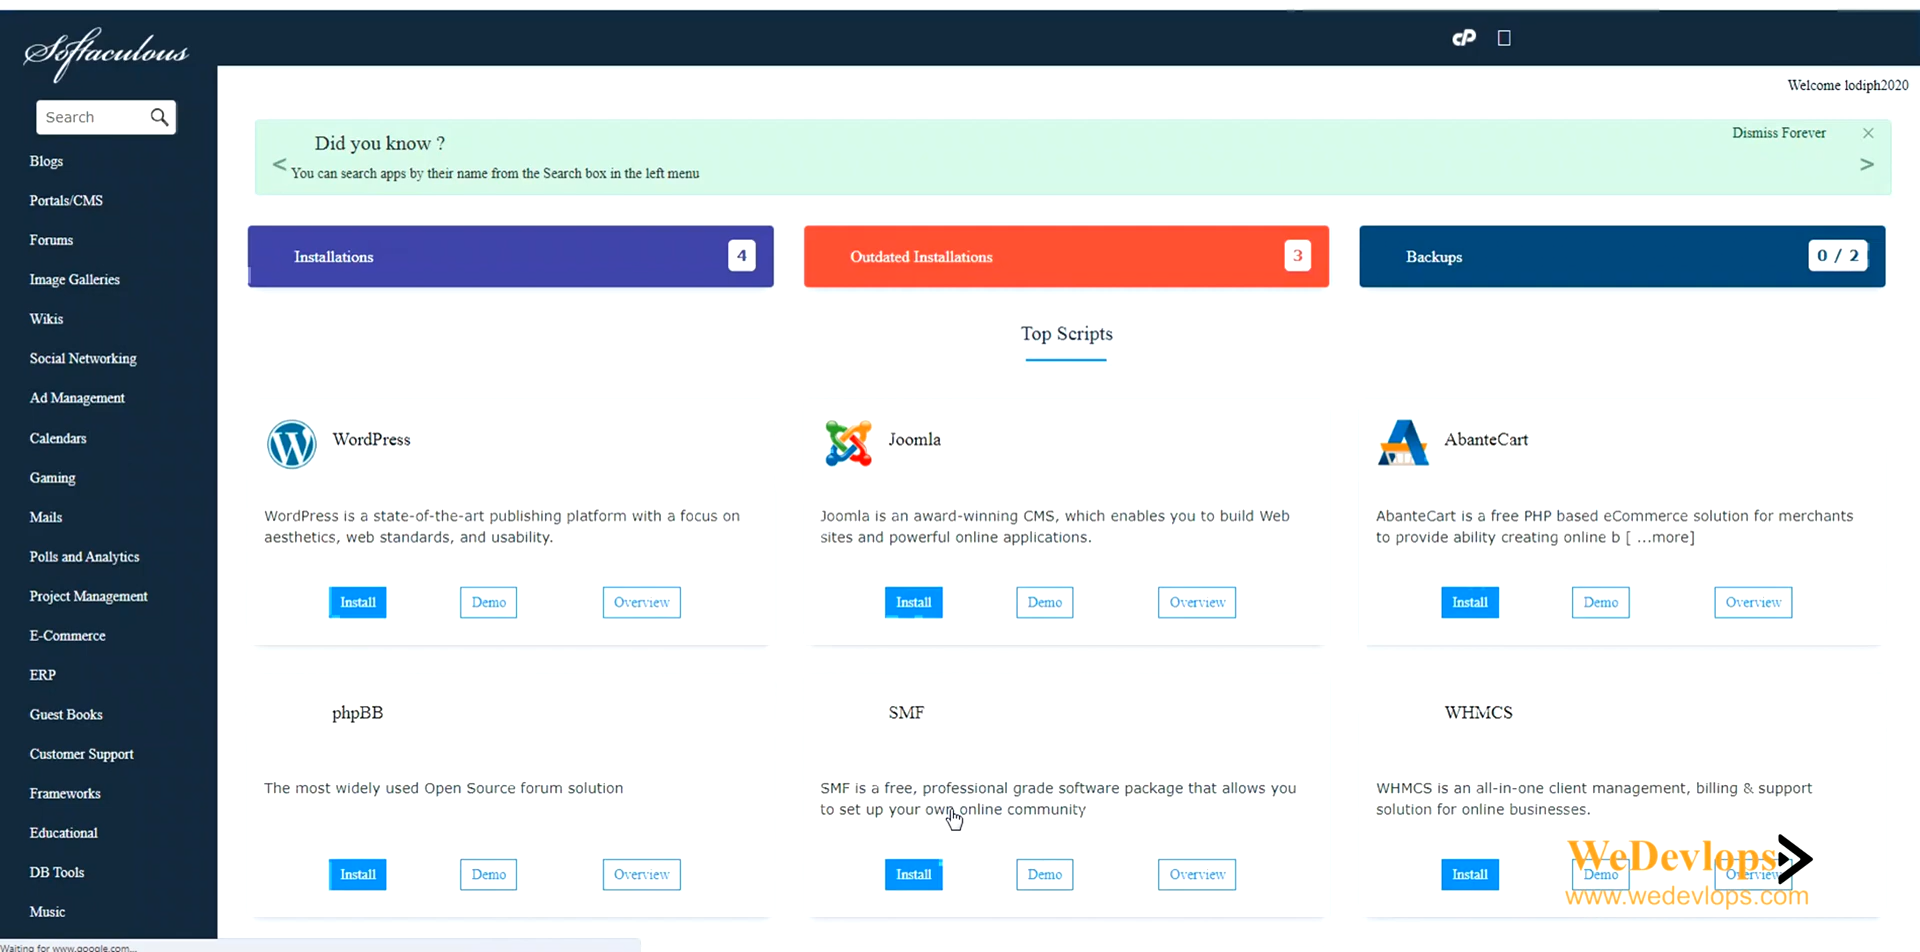 Softaculous
cP
Welcome lodiph2020
Search
Blogs
Portals/CMS
Forums
Image Galleries
Wikis
Social Networking
Ad Management
Calendars
Gaming
Mails
Polls and Analytics
Project Management
E-Commerce
ERP
Guest Books
Customer Support
Frameworks
Educational
DB Tools
Music
Did you know ?
Dismiss Forever ×
< You can search apps by their name from the Search box in the left menu >
Installations 4
Outdated Installations 3
Backups 0 / 2
Top Scripts
WordPress
WordPress is a state-of-the-art publishing platform with a focus on
aesthetics, web standards, and usability.
Install Demo Overview
Joomla
Joomla is an award-winning CMS, which enables you to build Web
sites and powerful online applications.
Install Demo Overview
AbanteCart
AbanteCart is a free PHP based eCommerce solution for merchants
to provide ability creating online b [ ...more]
Install Demo Overview
phpBB
The most widely used Open Source forum solution
Install Demo Overview
SMF
SMF is a free, professional grade software package that allows you
to set up your own online community
Install Demo Overview
WHMCS
WHMCS is an all-in-one client management, billing & support
solution for online businesses.
Install Demo Overview
WeDevlops
www.wedevlops.com
Waiting for www.google.com...